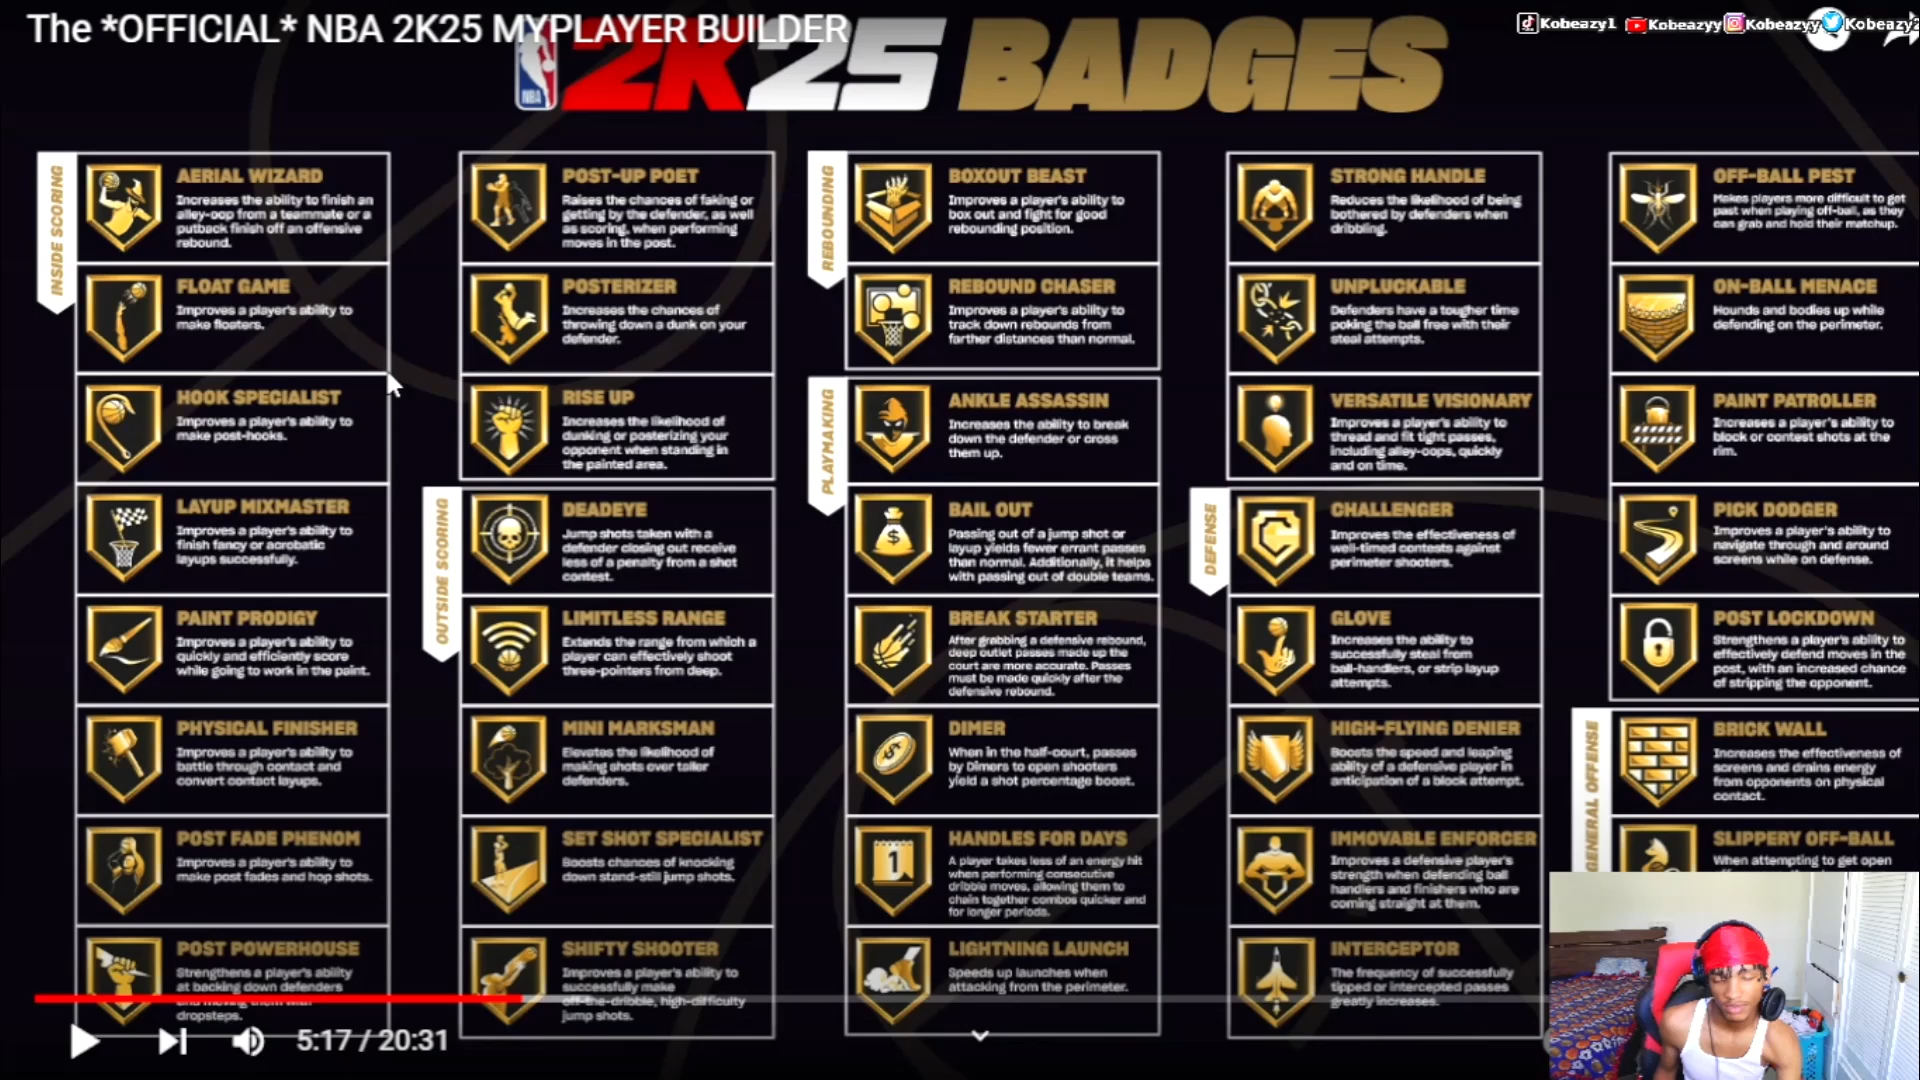 The *OFFICIAL* NBA 2K25 MYPLAYER BUILDER
Kobeazy1 Kobeazyy Kobeazyy Kobeazy2
NBA 2K25 BADGES
INSIDE SCORING
AERIAL WIZARD
Increases the ability to finish an
alley-oop from a teammate or a
putback finish off an offensive
rebound.
FLOAT GAME
Improves a player's ability to
make floaters.
HOOK SPECIALIST
Improves a player's ability to
make post-hooks.
LAYUP MIXMASTER
Improves a player's ability to
finish fancy or acrobatic
layups successfully.
PAINT PRODIGY
Improves a player's ability to
quickly and efficiently score
while going to work in the paint.
PHYSICAL FINISHER
Improves a player's ability to
battle through contact and
convert contact layups.
POST FADE PHENOM
Improves a player's ability to
make post fades and hop shots.
POST POWERHOUSE
Strengthens a player's ability
at backing down defenders
and moving them with
dropsteps.
POST-UP POET
Raises the chances of faking or
getting by the defender, as well
as scoring, when performing
moves in the post.
POSTERIZER
Increases the chances of
throwing down a dunk on your
defender.
RISE UP
Increases the likelihood of
dunking or posterizing your
opponent when standing in
the painted area.
OUTSIDE SCORING
DEADEYE
Jump shots taken with a
defender closing out receive
less of a penalty from a shot
contest.
LIMITLESS RANGE
Extends the range from which a
player can effectively shoot
three-pointers from deep.
MINI MARKSMAN
Elevates the likelihood of
making shots over taller
defenders.
SET SHOT SPECIALIST
Boosts chances of knocking
down stand-still jump shots.
SHIFTY SHOOTER
Improves a player's ability to
successfully make
off-the-dribble, high-difficulty
jump shots.
REBOUNDING
BOXOUT BEAST
Improves a player's ability to
box out and fight for good
rebounding position.
REBOUND CHASER
Improves a player's ability to
track down rebounds from
farther distances than normal.
PLAYMAKING
ANKLE ASSASSIN
Increases the ability to break
down the defender or cross
them up.
BAIL OUT
Passing out of a jump shot or
layup yields fewer errant passes
than normal. Additionally, it helps
with passing out of double teams.
BREAK STARTER
After grabbing a defensive rebound,
deep outlet passes made up the
court are more accurate. Passes
must be made quickly after the
defensive rebound.
DIMER
When in the half-court, passes
by Dimers to open shooters
yield a shot percentage boost.
HANDLES FOR DAYS
A player takes less of an energy hit
when performing consecutive
dribble moves, allowing them to
chain together combos quicker and
for longer periods.
LIGHTNING LAUNCH
Speeds up launches when
attacking from the perimeter.
STRONG HANDLE
Reduces the likelihood of being
bothered by defenders when
dribbling.
UNPLUCKABLE
Defenders have a tougher time
poking the ball free with their
steal attempts.
VERSATILE VISIONARY
Improves a player's ability to
thread and fit tight passes,
including alley-oops, quickly
and on time.
DEFENSE
CHALLENGER
Improves the effectiveness of
well-timed contests against
perimeter shooters.
GLOVE
Increases the ability to
successfully steal from
ball-handlers, or strip layup
attempts.
HIGH-FLYING DENIER
Boosts the speed and leaping
ability of a defensive player in
anticipation of a block attempt.
IMMOVABLE ENFORCER
Improves a defensive player's
strength when defending ball
handlers and finishers who are
coming straight at them.
INTERCEPTOR
The frequency of successfully
tipped or intercepted passes
greatly increases.
OFF-BALL PEST
Makes players more difficult to get
past when playing off-ball, as they
can grab and hold their matchup.
ON-BALL MENACE
Hounds and bodies up while
defending on the perimeter.
PAINT PATROLLER
Increases a player's ability to
block or contest shots at the
rim.
PICK DODGER
Improves a player's ability to
navigate through and around
screens while on defense.
POST LOCKDOWN
Strengthens a player's ability to
effectively defend moves in the
post, with an increased chance
of stripping the opponent.
GENERAL OFFENSE
BRICK WALL
Increases the effectiveness of
screens and drains energy
from opponents on physical
contact.
SLIPPERY OFF-BALL
When attempting to get open
5:17 / 20:31